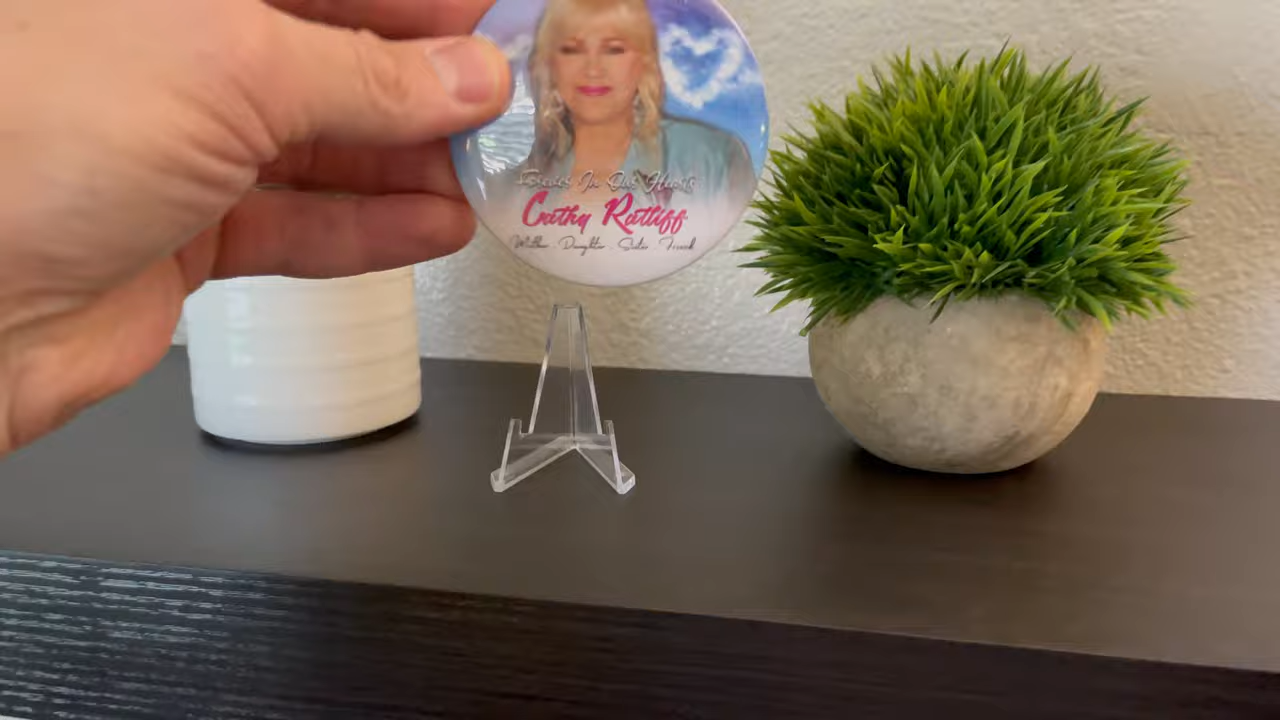 Forever In Our Hearts
Cathy Ratliff
Mother . Daughter . Sister . Friend